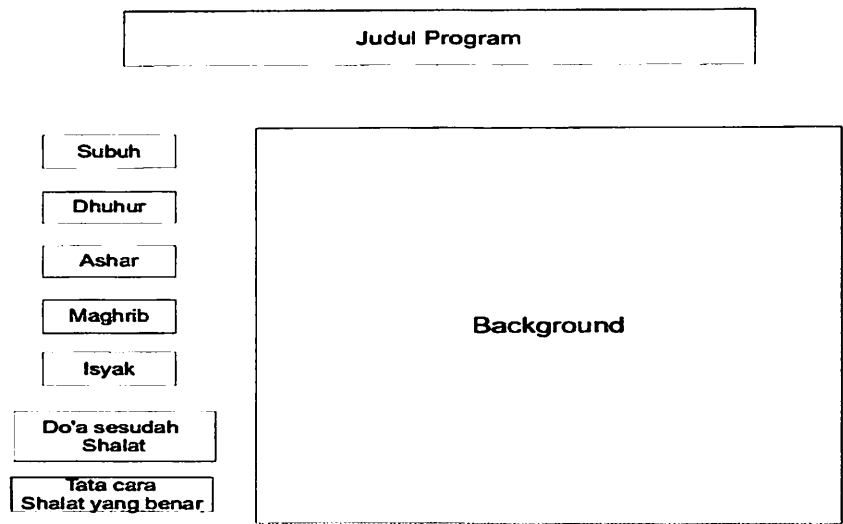 Judul Program
Subuh
Dhuhur
Ashar
Maghrib
Isyak
Do'a sesudah
Shalat
Tata cara
Shalat yang benar
Background